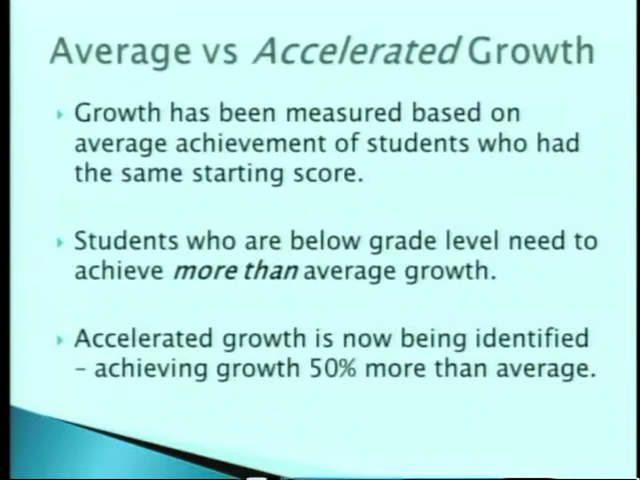 Average vs Accelerated Growth
Growth has been measured based on
average achievement of students who had
the same starting score.
Students who are below grade level need to
achieve more than average growth.
Accelerated growth is now being identified
– achieving growth 50% more than average.